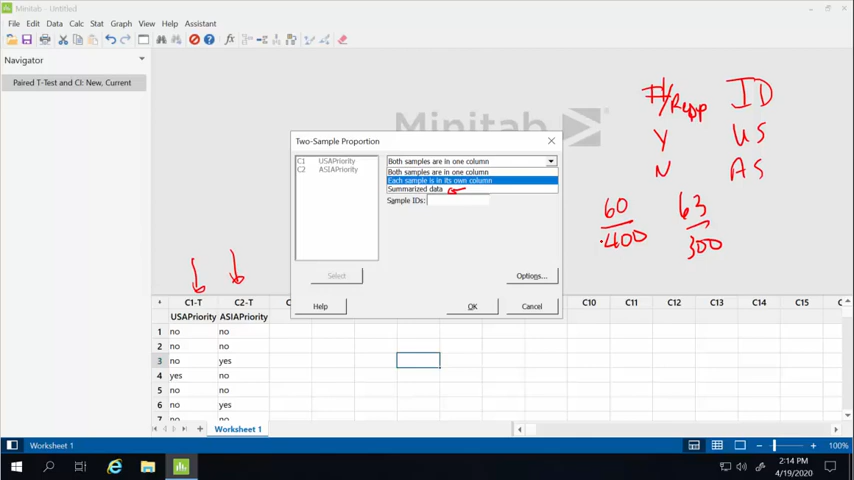 Minitab - Untitled
File Edit Data Calc Stat Graph View Help Assistant
Navigator
Paired T-Test and CI: New, Current
Minitab
Two-Sample Proportion
C1 USAPriority
C2 ASIAPriority
Both samples are in one column
Both samples are in one column
Each sample is in its own column
Summarized data
Sample IDs:
Select
Options...
Help
OK
Cancel
ID
Y US
N AS
60 63
400 300
C1-T C2-T C10 C11 C12 C13 C14 C15
USAPriority ASIAPriority
1 no no
2 no no
3 no yes
4 yes no
5 no no
6 no yes
7 no no
Worksheet 1
Worksheet 1
100%
2:14 PM
4/19/2020